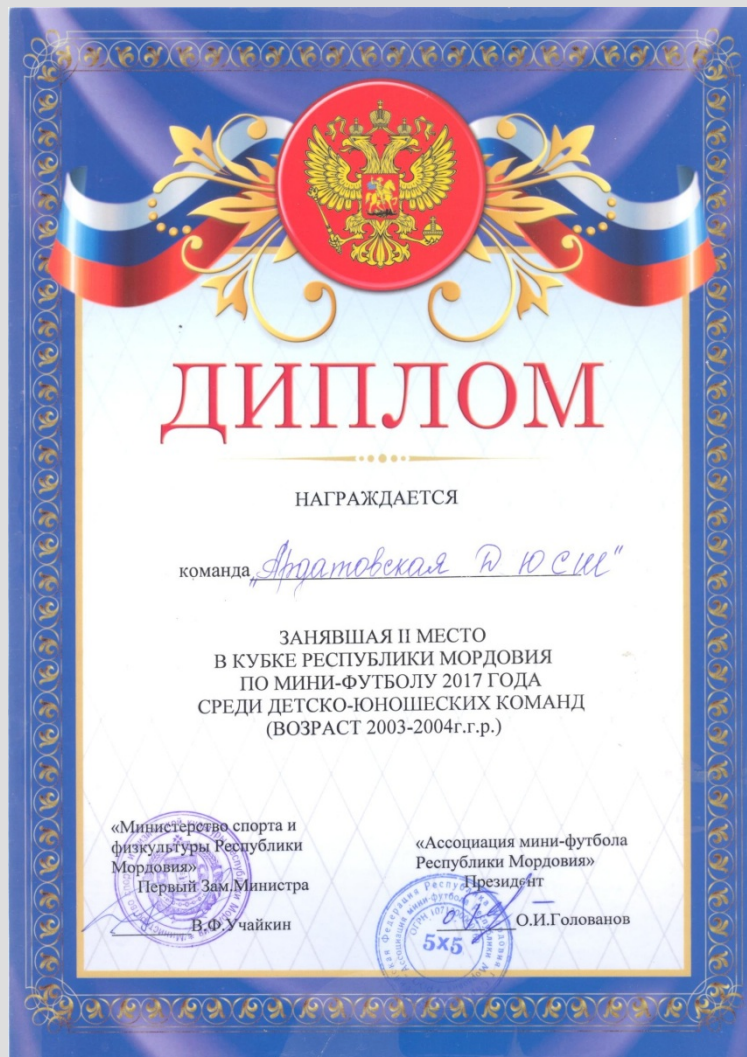 ДИПЛОМ
НАГРАЖДАЕТСЯ
команда „Ардатовская ДЮСШ"
ЗАНЯВШАЯ II МЕСТО
В КУБКЕ РЕСПУБЛИКИ МОРДОВИЯ
ПО МИНИ-ФУТБОЛУ 2017 ГОДА
СРЕДИ ДЕТСКО-ЮНОШЕСКИХ КОМАНД
(ВОЗРАСТ 2003-2004г.г.р.)
«Министерство спорта и
физкультуры Республики
Мордовия»
Первый Зам.Министра
В.Ф.Учайкин
«Ассоциация мини-футбола
Республики Мордовия»
Президент
О.И.Голованов
5x5